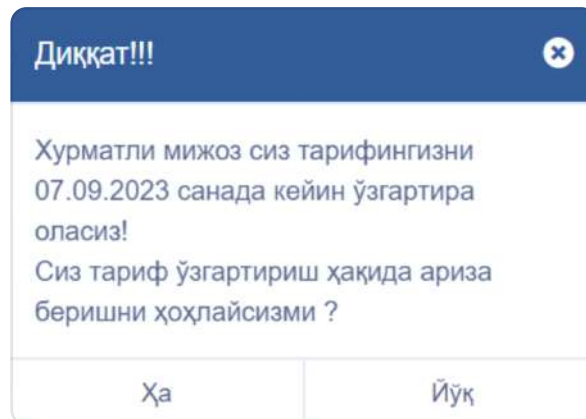 Диққат!!!
Хурматли мижоз сиз тарифингизни
07.09.2023 санада кейин ўзгартира
оласиз!
Сиз тариф ўзгартириш ҳақида ариза
беришни ҳоҳлайсизми ?
Ҳа
Йўқ